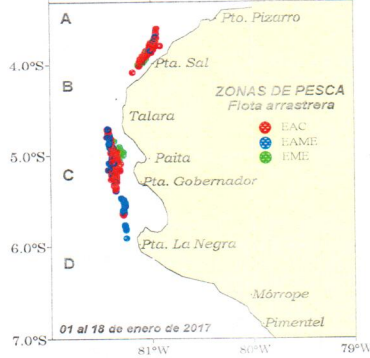 A
Pto. Pizarro
4.0°S
Pta. Sal
B
ZONAS DE PESCA
Flota arrastrera
Talara
EAC
EAME
EME
5.0°S
Paita
C
Pta. Gobernador
6.0°S
Pta. La Negra
D
Mórrope
01 al 18 de enero de 2017
Pimentel
7.0°S
81°W
80°W
79°W